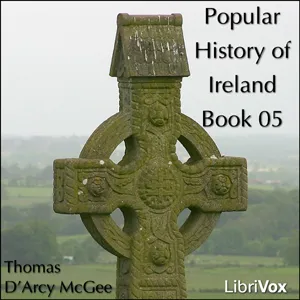 Popular
History of
Ireland
Book 05
Thomas
D'Arcy McGee
LibriVox